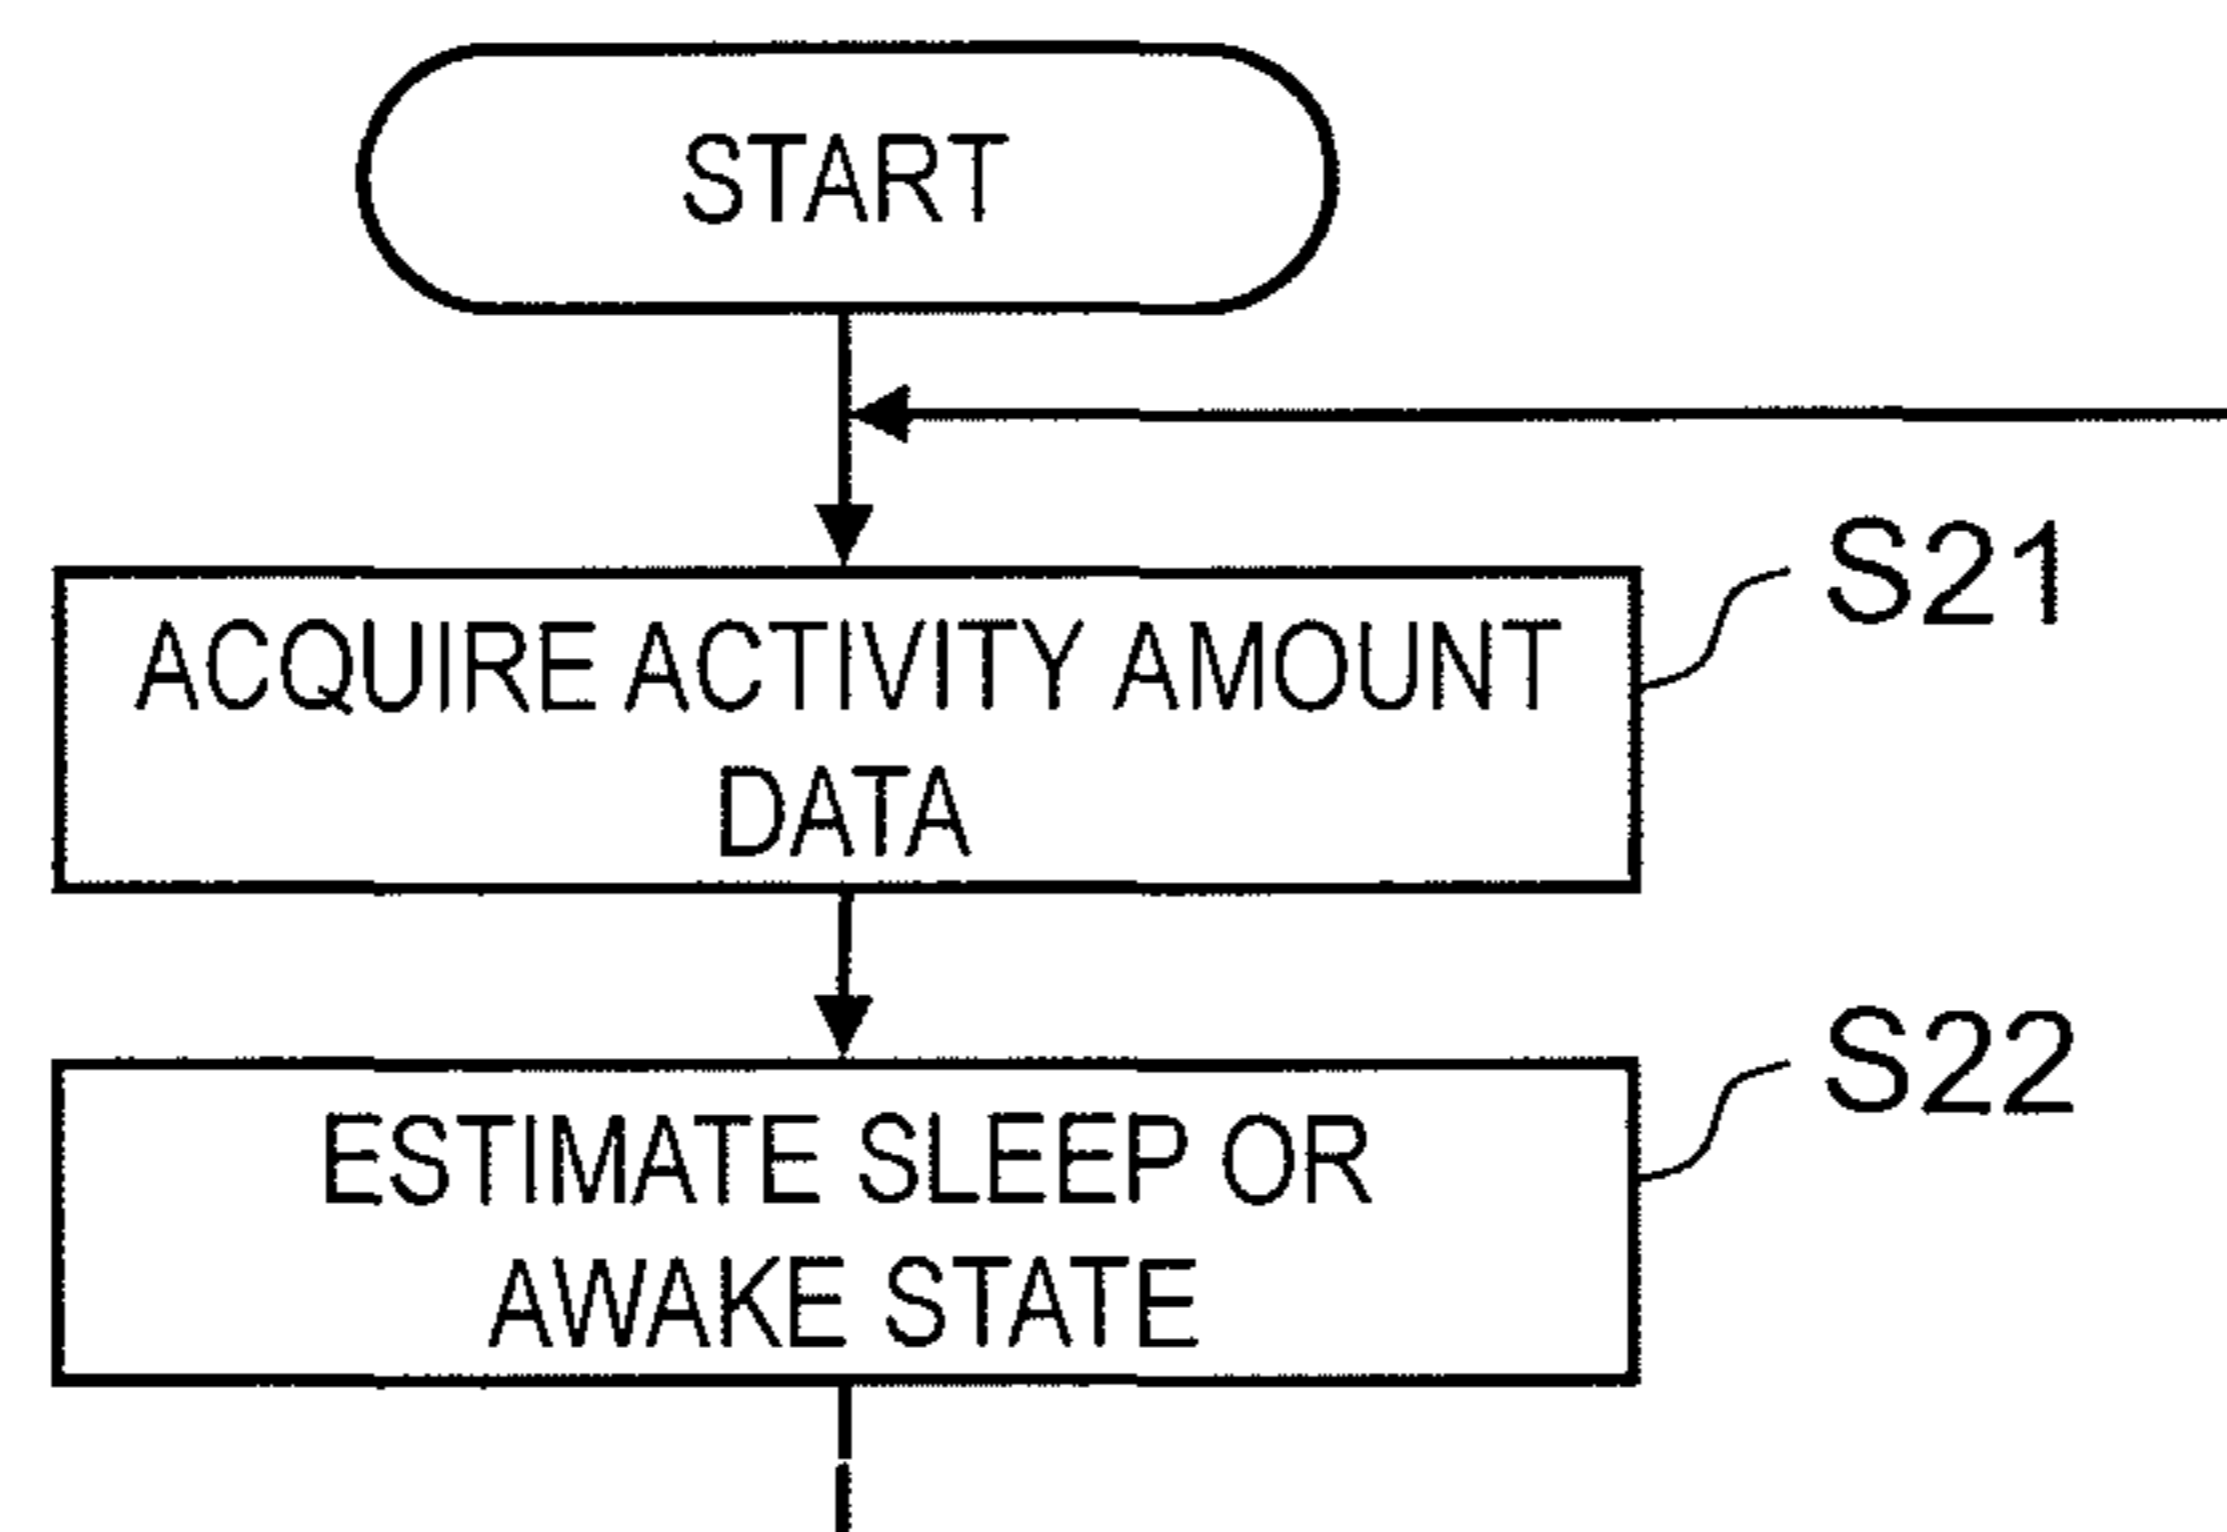 START
S21
ACQUIRE ACTIVITY AMOUNT
DATA
S22
ESTIMATE SLEEP OR
AWAKE STATE